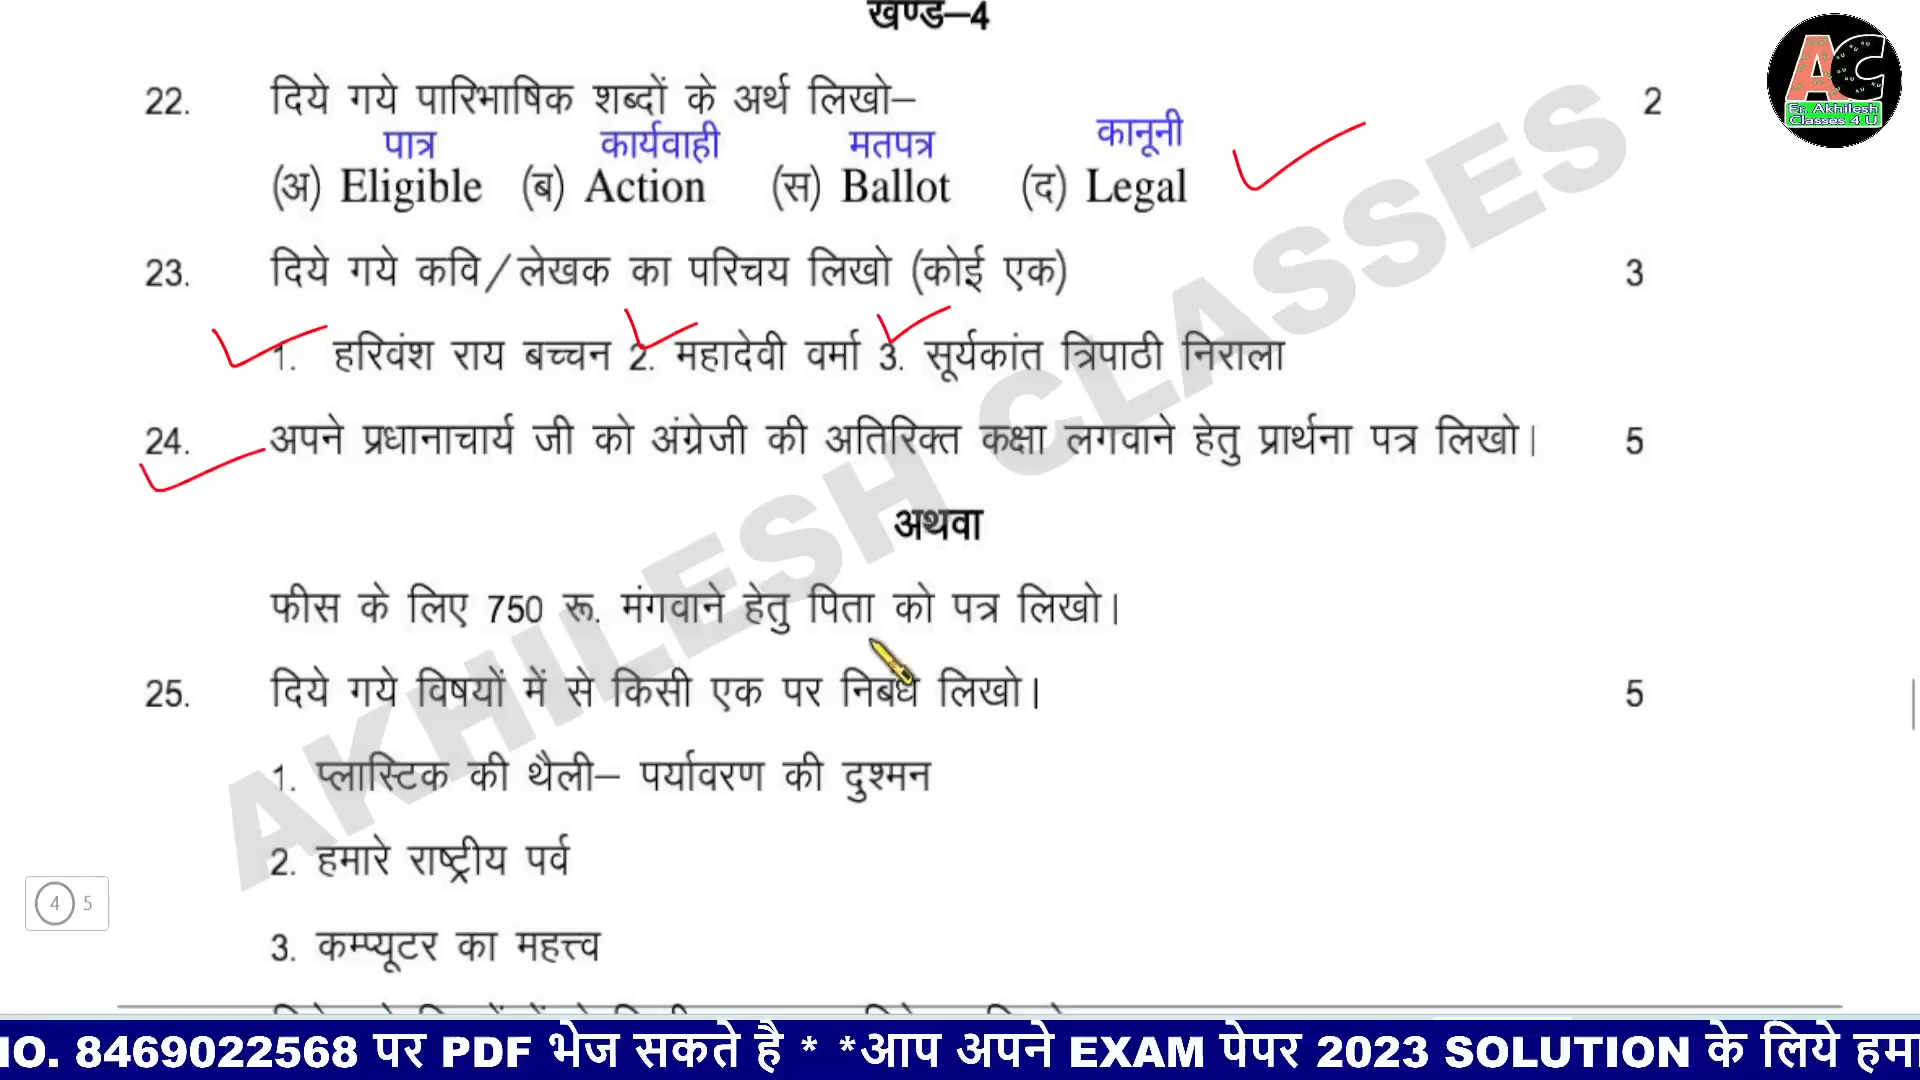 खण्ड–4
22. दिये गये पारिभाषिक शब्दों के अर्थ लिखो– 2
पात्र कार्यवाही मतपत्र कानूनी
(अ) Eligible (ब) Action (स) Ballot (द) Legal
23. दिये गये कवि/लेखक का परिचय लिखो (कोई एक) 3
1. हरिवंश राय बच्चन 2. महादेवी वर्मा 3. सूर्यकांत त्रिपाठी निराला
24. अपने प्रधानाचार्य जी को अंग्रेजी की अतिरिक्त कक्षा लगवाने हेतु प्रार्थना पत्र लिखो। 5
अथवा
फीस के लिए 750 रू. मंगवाने हेतु पिता को पत्र लिखो।
25. दिये गये विषयों में से किसी एक पर निबंध लिखो। 5
1. प्लास्टिक की थैली– पर्यावरण की दुश्मन
2. हमारे राष्ट्रीय पर्व
3. कम्प्यूटर का महत्त्व
4 5
AKHILESH CLASSES
AC
Er. Akhilesh
Classes 4 U
NO. 8469022568 पर PDF भेज सकते है * *आप अपने EXAM पेपर 2023 SOLUTION के लिये हमा